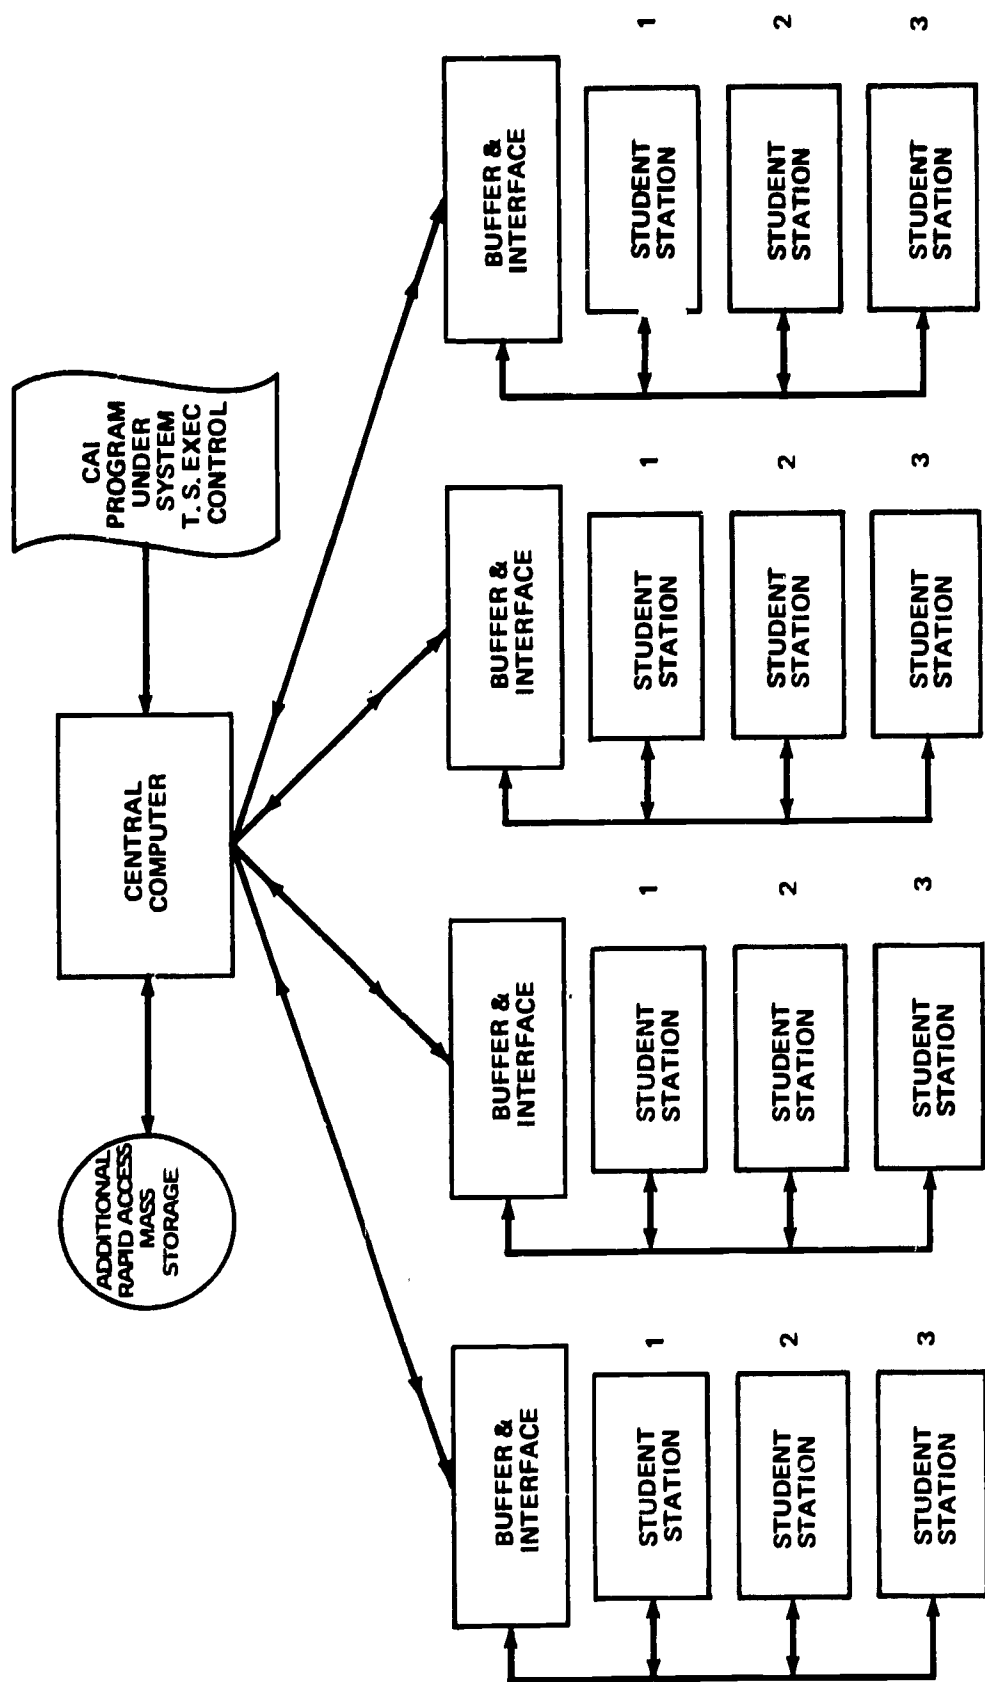 ADDITIONAL
RAPID ACCESS
MASS
STORAGE
CENTRAL
COMPUTER
CAI
PROGRAM
UNDER
SYSTEM
T. S. EXEC
CONTROL
BUFFER &
INTERFACE
STUDENT
STATION
1
STUDENT
STATION
2
STUDENT
STATION
3
BUFFER &
INTERFACE
STUDENT
STATION
1
STUDENT
STATION
2
STUDENT
STATION
3
BUFFER &
INTERFACE
STUDENT
STATION
1
STUDENT
STATION
2
STUDENT
STATION
3
BUFFER &
INTERFACE
STUDENT
STATION
1
STUDENT
STATION
2
STUDENT
STATION
3